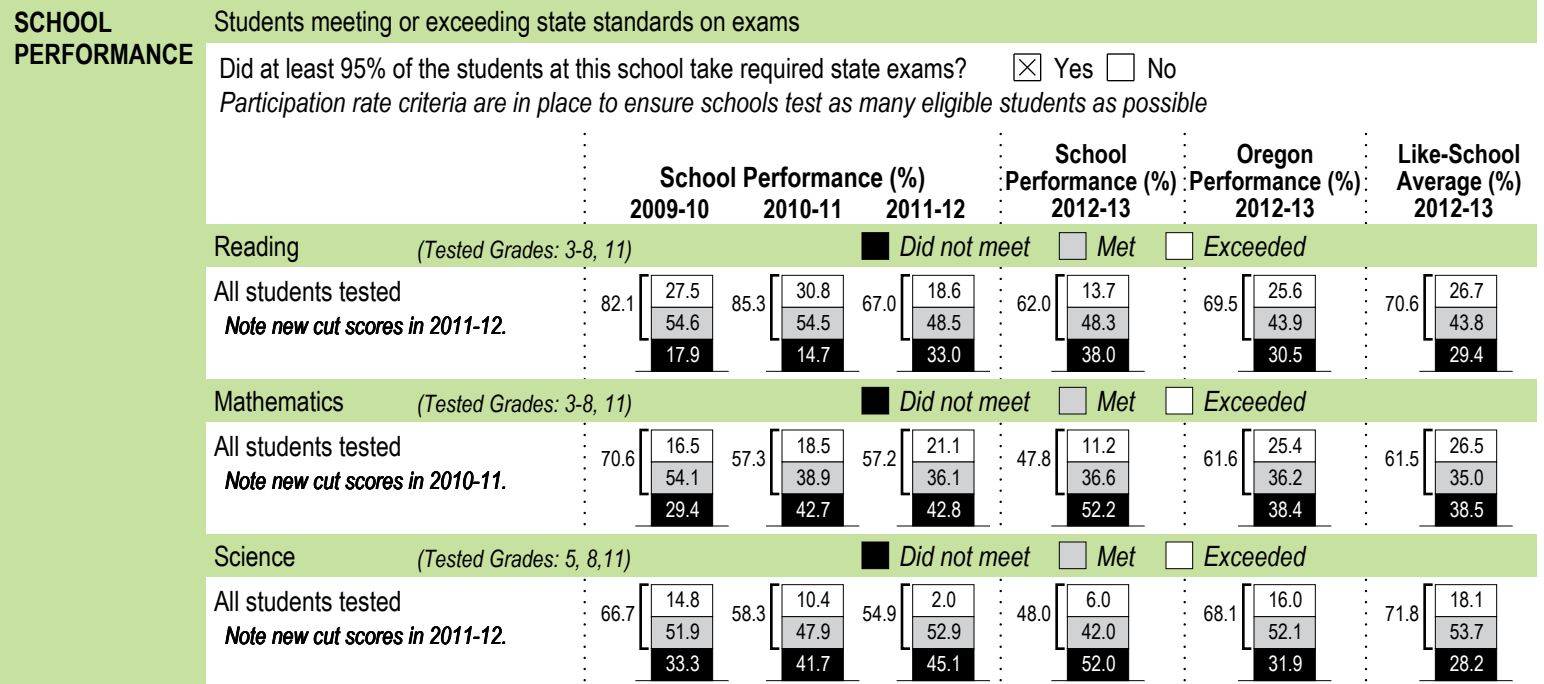 SCHOOL PERFORMANCE
Students meeting or exceeding state standards on exams
Did at least 95% of the students at this school take required state exams? ☒ Yes ☐ No
Participation rate criteria are in place to ensure schools test as many eligible students as possible
School Performance (%)
2009-10 2010-11 2011-12
School Performance (%) 2012-13
Oregon Performance (%) 2012-13
Like-School Average (%) 2012-13
Reading (Tested Grades: 3-8, 11) Did not meet Met Exceeded
All students tested
Note new cut scores in 2011-12.
82.1 27.5 54.6 17.9
85.3 30.8 54.5 14.7
67.0 18.6 48.5 33.0
62.0 13.7 48.3 38.0
69.5 25.6 43.9 30.5
70.6 26.7 43.8 29.4
Mathematics (Tested Grades: 3-8, 11) Did not meet Met Exceeded
All students tested
Note new cut scores in 2010-11.
70.6 16.5 54.1 29.4
57.3 18.5 38.9 42.7
57.2 21.1 36.1 42.8
47.8 11.2 36.6 52.2
61.6 25.4 36.2 38.4
61.5 26.5 35.0 38.5
Science (Tested Grades: 5, 8,11) Did not meet Met Exceeded
All students tested
Note new cut scores in 2011-12.
66.7 14.8 51.9 33.3
58.3 10.4 47.9 41.7
54.9 2.0 52.9 45.1
48.0 6.0 42.0 52.0
68.1 16.0 52.1 31.9
71.8 18.1 53.7 28.2